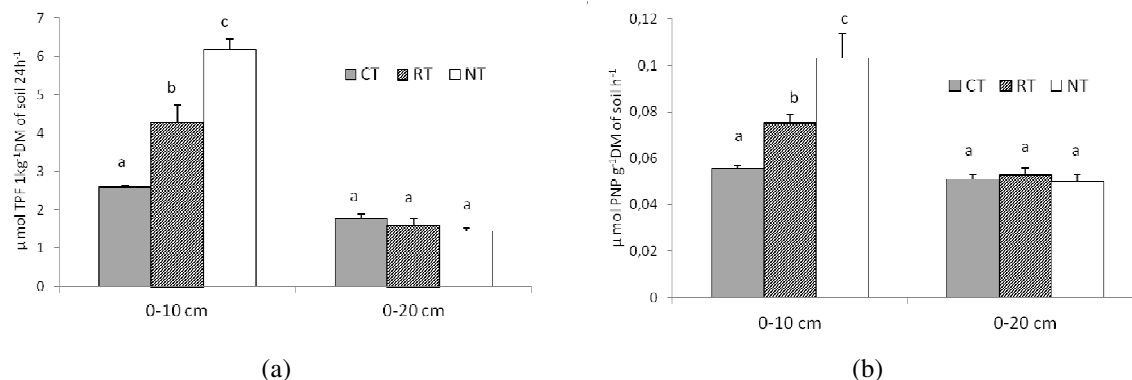 7
6
5
4
3
2
1
0
µmol TPF 1kg⁻¹DM of soil 24h⁻¹
a
b
c
a
a
a
CT RT NT
0-10 cm
0-20 cm
(a)
0,12
0,1
0,08
0,06
0,04
0,02
0
µmol PNP g⁻¹DM of soil h⁻¹
a
b
c
a
a
a
CT RT NT
0-10 cm
0-20 cm
(b)